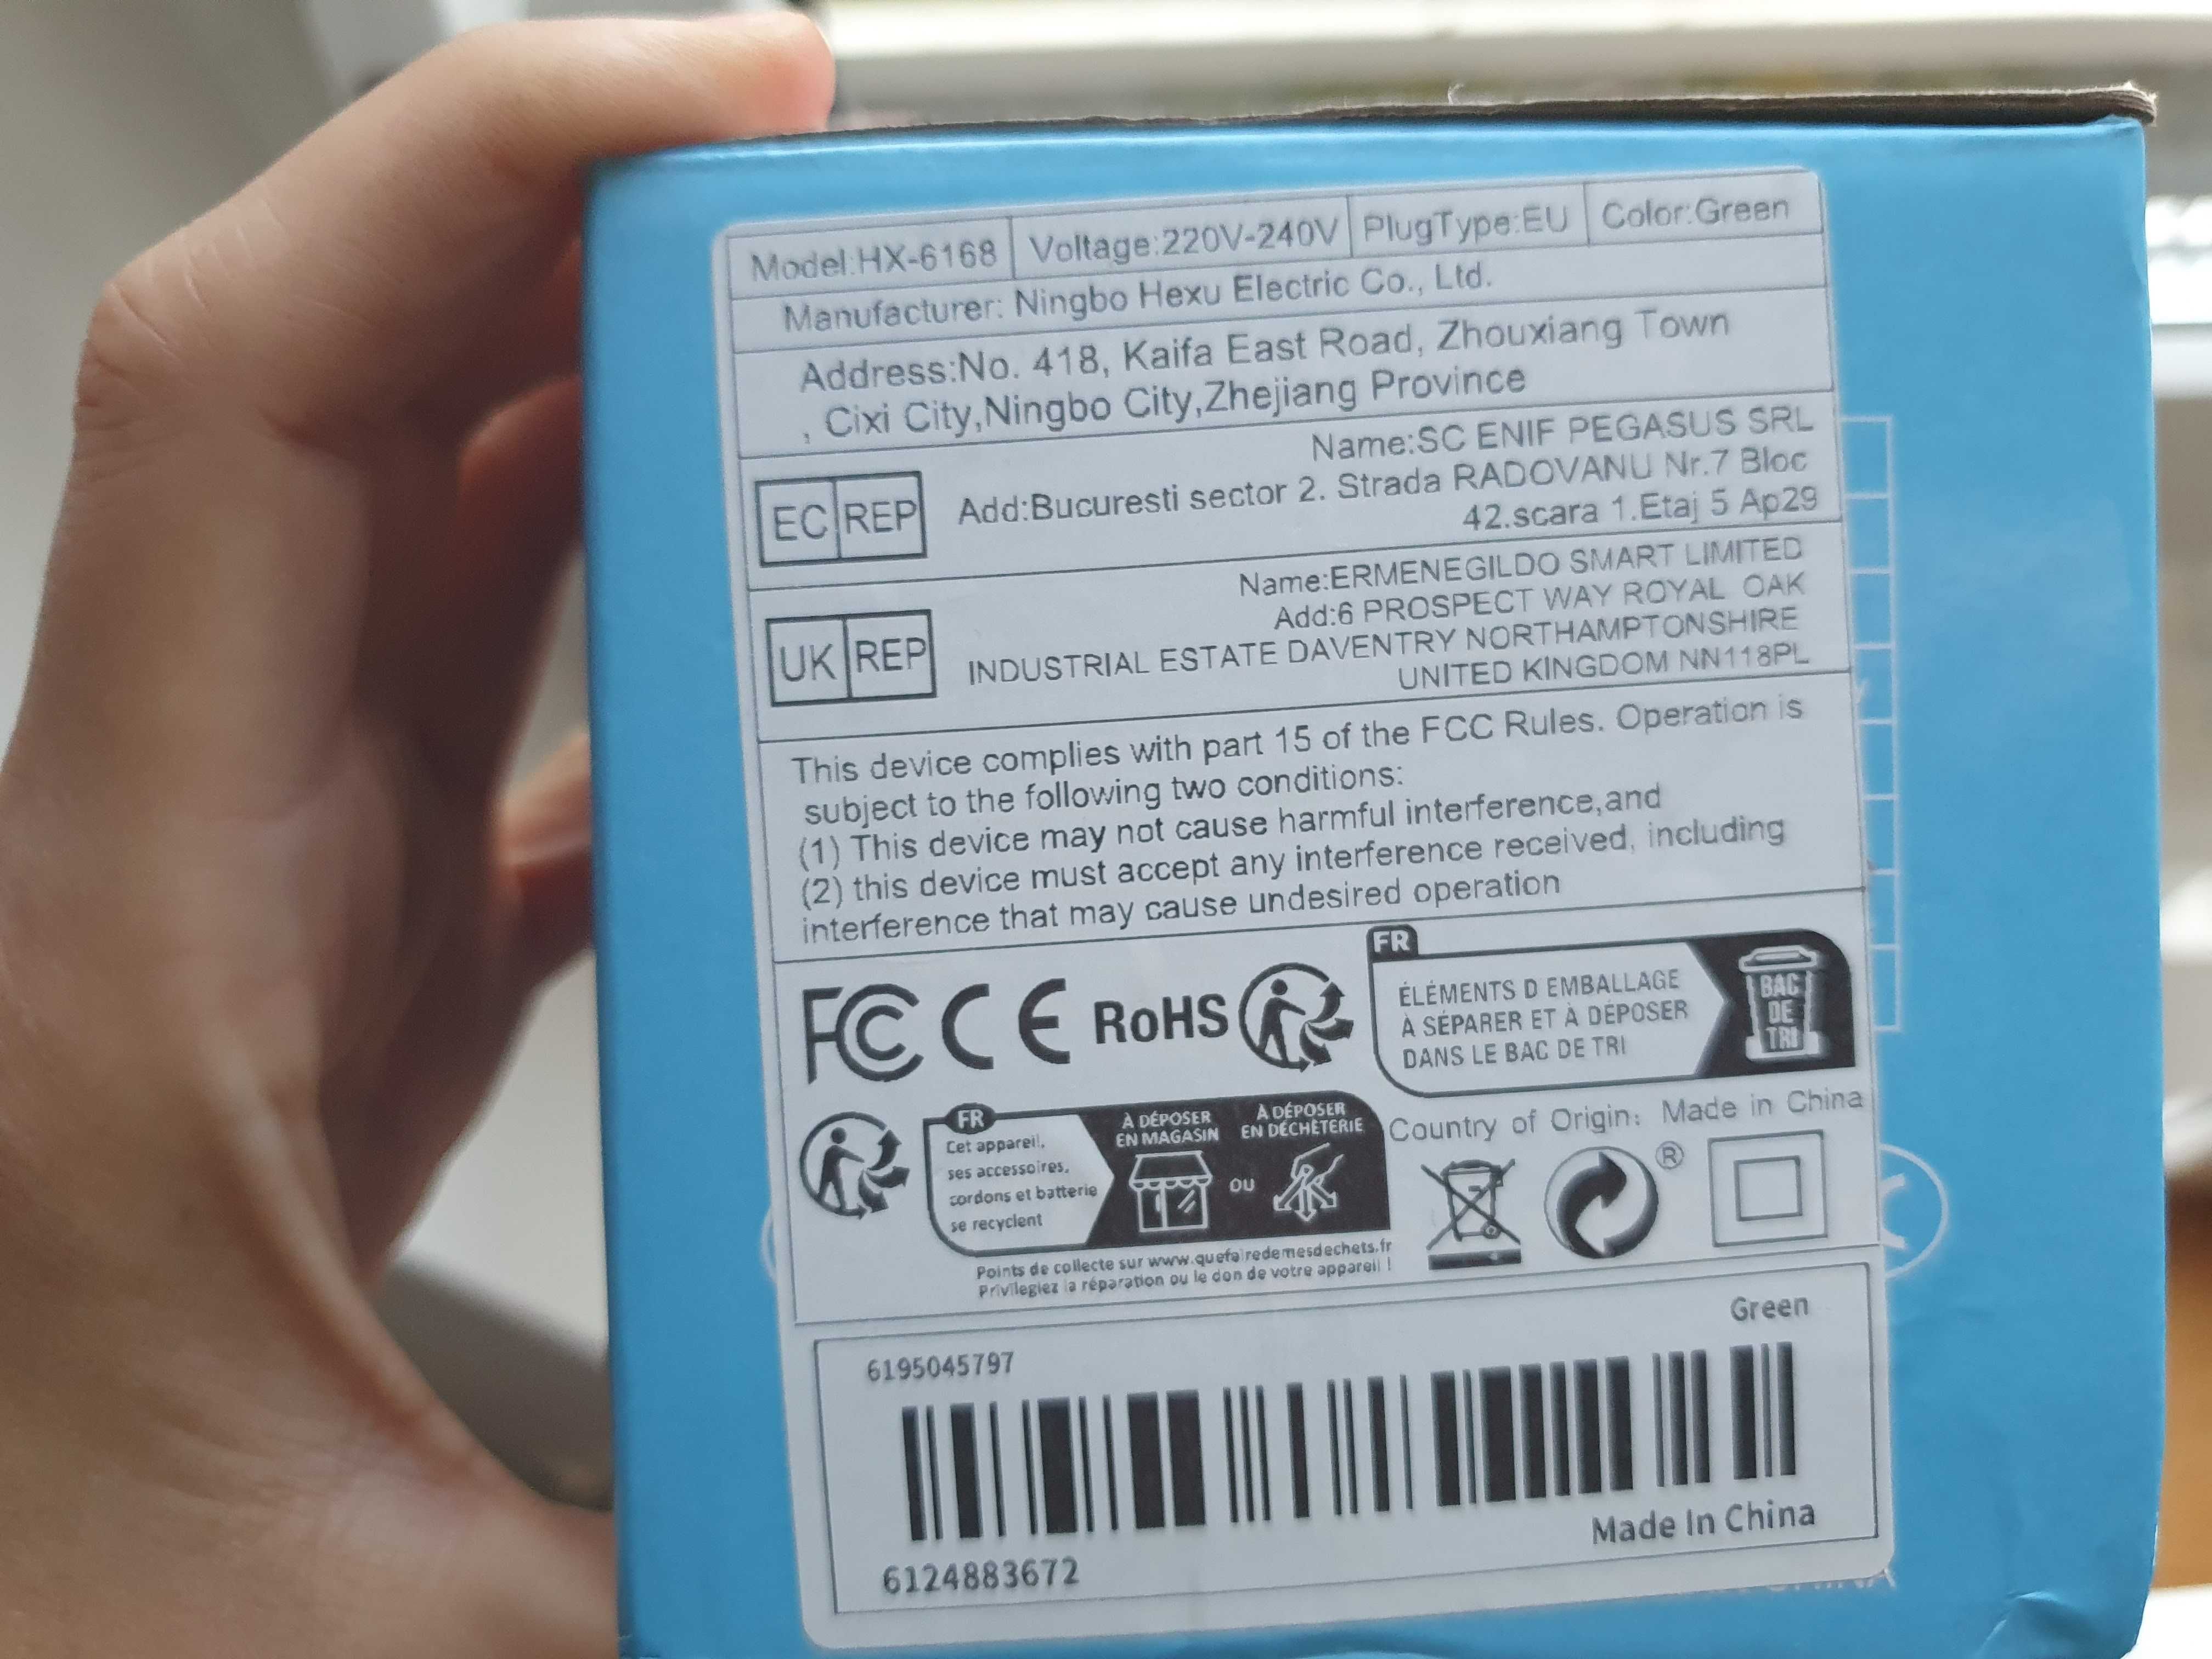 Model:HX-6168 Voltage:220V-240V PlugType:EU Color:Green
Manufacturer: Ningbo Hexu Electric Co., Ltd.
Address:No. 418, Kaifa East Road, Zhouxiang Town
, Cixi City,Ningbo City,Zhejiang Province
EC REP
Name:SC ENIF PEGASUS SRL
Add:Bucuresti sector 2. Strada RADOVANU Nr.7 Bloc
42.scara 1.Etaj 5 Ap29
UK REP
Name:ERMENEGILDO SMART LIMITED
Add:6 PROSPECT WAY ROYAL OAK
INDUSTRIAL ESTATE DAVENTRY NORTHAMPTONSHIRE
UNITED KINGDOM NN118PL
This device complies with part 15 of the FCC Rules. Operation is
subject to the following two conditions:
(1) This device may not cause harmful interference,and
(2) this device must accept any interference received, including
interference that may cause undesired operation
FCC CE RoHS
FR
ÉLÉMENTS D EMBALLAGE
À SÉPARER ET À DÉPOSER
DANS LE BAC DE TRI
BAC
DE
TRI
FR
Cet appareil,
ses accessoires,
cordons et batterie
se recyclent
À DÉPOSER
EN MAGASIN
OU
À DÉPOSER
EN DÉCHÈTERIE
Points de collecte sur www.quefairedemesdechets.fr
Privilegiez la réparation ou le don de votre appareil !
Country of Origin: Made in China
®
Green
6195045797
Made In China
6124883672